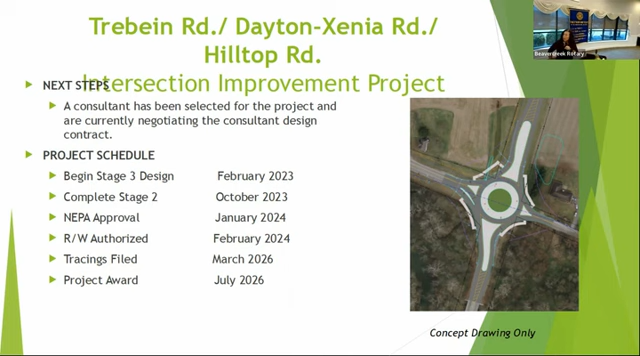 Trebein Rd./ Dayton-Xenia Rd./
Hilltop Rd.
Intersection Improvement Project
NEXT STEPS
A consultant has been selected for the project and
are currently negotiating the consultant design
contract.
PROJECT SCHEDULE
Begin Stage 3 Design February 2023
Complete Stage 2 October 2023
NEPA Approval January 2024
R/W Authorized February 2024
Tracings Filed March 2026
Project Award July 2026
Concept Drawing Only
Beavercreek Rotary